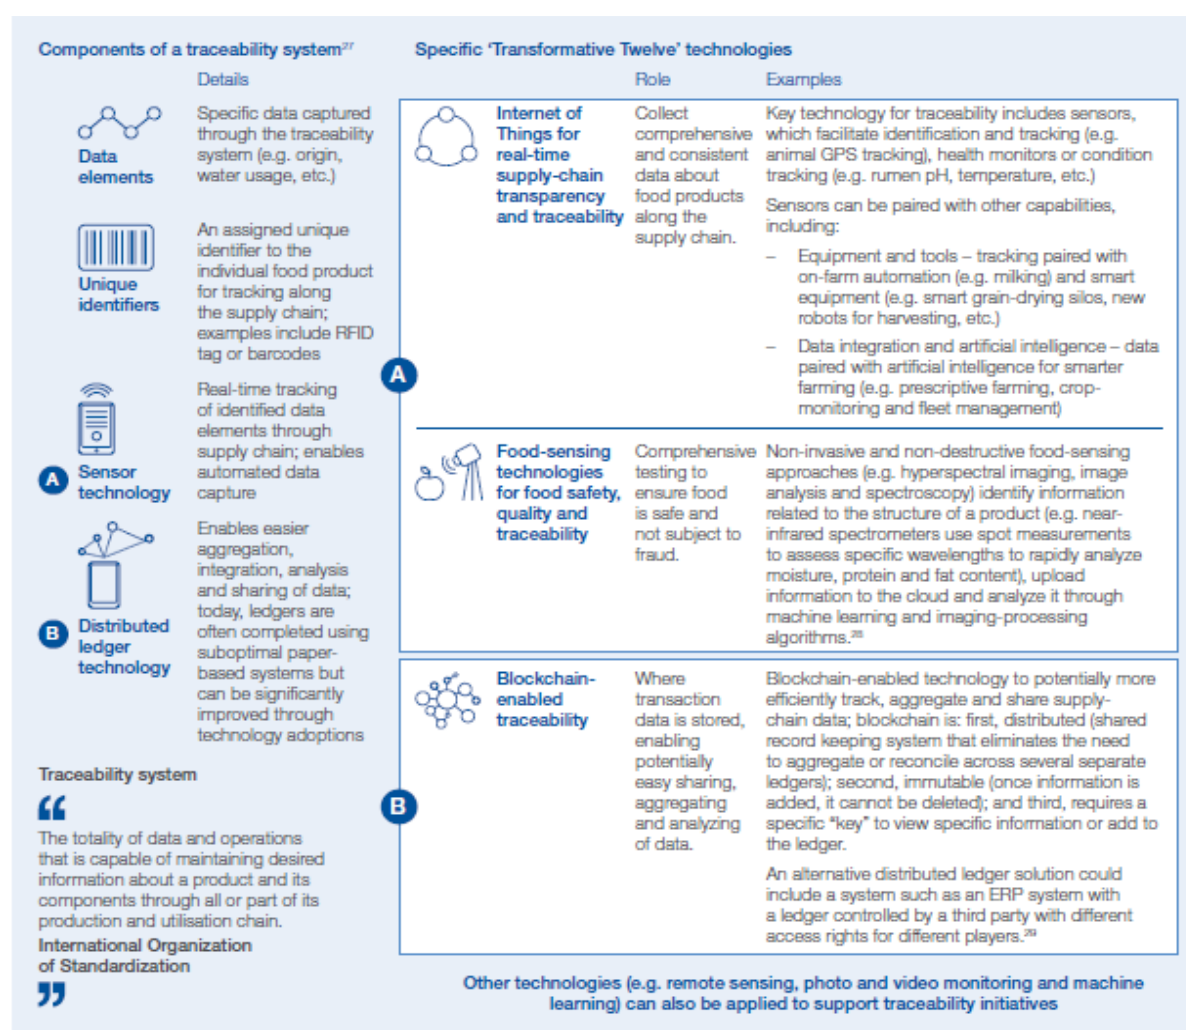 Components of a traceability system²⁷
Details
Data
elements
Specific data captured
through the traceability
system (e.g. origin,
water usage, etc.)
Unique
identifiers
An assigned unique
identifier to the
individual food product
for tracking along
the supply chain;
examples include RFID
tag or barcodes
A
Sensor
technology
Real-time tracking
of identified data
elements through
supply chain; enables
automated data
capture
B
Distributed
ledger
technology
Enables easier
aggregation,
integration, analysis
and sharing of data;
today, ledgers are
often completed using
suboptimal paper-
based systems but
can be significantly
improved through
technology adoptions
Traceability system
“
The totality of data and operations
that is capable of maintaining desired
information about a product and its
components through all or part of its
production and utilisation chain.
International Organization
of Standardization
”
Specific ‘Transformative Twelve’ technologies
Role
Examples
A
Internet of
Things for
real-time
supply-chain
transparency
and traceability
Collect
comprehensive
and consistent
data about
food products
along the
supply chain.
Key technology for traceability includes sensors,
which facilitate identification and tracking (e.g.
animal GPS tracking), health monitors or condition
tracking (e.g. rumen pH, temperature, etc.)
Sensors can be paired with other capabilities,
including:
– Equipment and tools – tracking paired with
on-farm automation (e.g. milking) and smart
equipment (e.g. smart grain-drying silos, new
robots for harvesting, etc.)
– Data integration and artificial intelligence – data
paired with artificial intelligence for smarter
farming (e.g. prescriptive farming, crop-
monitoring and fleet management)
Food-sensing
technologies
for food safety,
quality and
traceability
Comprehensive
testing to
ensure food
is safe and
not subject to
fraud.
Non-invasive and non-destructive food-sensing
approaches (e.g. hyperspectral imaging, image
analysis and spectroscopy) identify information
related to the structure of a product (e.g. near-
infrared spectrometers use spot measurements
to assess specific wavelengths to rapidly analyze
moisture, protein and fat content), upload
information to the cloud and analyze it through
machine learning and imaging-processing
algorithms.²⁸
B
Blockchain-
enabled
traceability
Where
transaction
data is stored,
enabling
potentially
easy sharing,
aggregating
and analyzing
of data.
Blockchain-enabled technology to potentially more
efficiently track, aggregate and share supply-
chain data; blockchain is: first, distributed (shared
record keeping system that eliminates the need
to aggregate or reconcile across several separate
ledgers); second, immutable (once information is
added, it cannot be deleted); and third, requires a
specific “key” to view specific information or add to
the ledger.
An alternative distributed ledger solution could
include a system such as an ERP system with
a ledger controlled by a third party with different
access rights for different players.²⁹
Other technologies (e.g. remote sensing, photo and video monitoring and machine
learning) can also be applied to support traceability initiatives